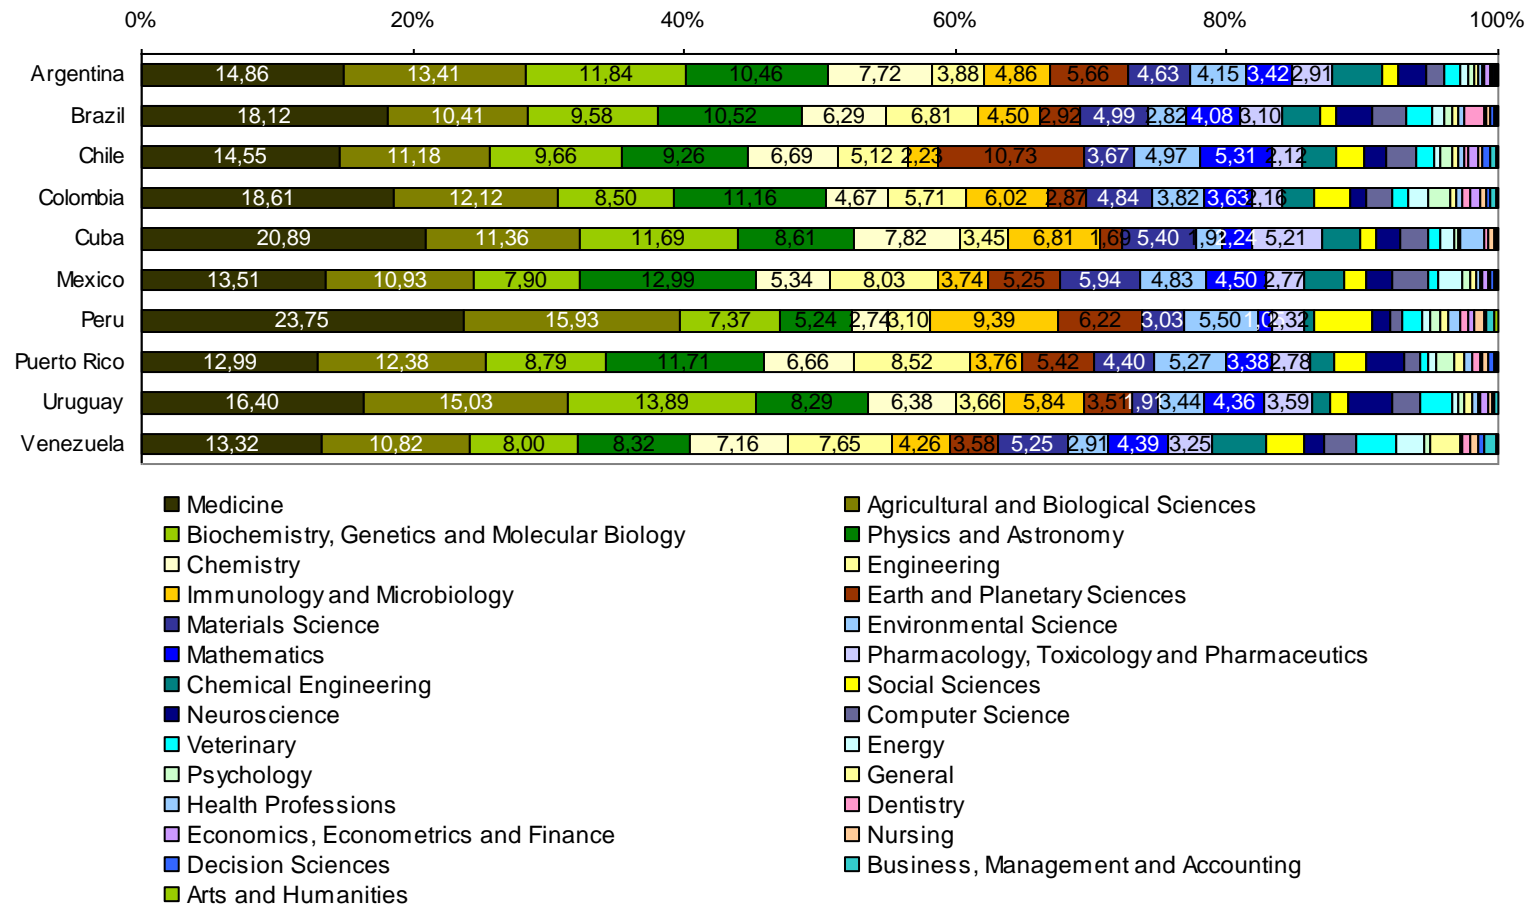 0% 20% 40% 60% 80% 100%
Argentina 14,86 13,41 11,84 10,46 7,72 3,88 4,86 5,66 4,63 4,15 3,42 2,91
Brazil 18,12 10,41 9,58 10,52 6,29 6,81 4,50 2,92 4,99 2,82 4,08 3,10
Chile 14,55 11,18 9,66 9,26 6,69 5,12 2,23 10,73 3,67 4,97 5,31 2,12
Colombia 18,61 12,12 8,50 11,16 4,67 5,71 6,02 2,87 4,84 3,82 3,63 2,16
Cuba 20,89 11,36 11,69 8,61 7,82 3,45 6,81 1,69 5,40 1,92 2,24 5,21
Mexico 13,51 10,93 7,90 12,99 5,34 8,03 3,74 5,25 5,94 4,83 4,50 2,77
Peru 23,75 15,93 7,37 5,24 2,74 3,10 9,39 6,22 3,03 5,50 2,32
Puerto Rico 12,99 12,38 8,79 11,71 6,66 8,52 3,76 5,42 4,40 5,27 3,38 2,78
Uruguay 16,40 15,03 13,89 8,29 6,38 3,66 5,84 3,51 1,91 3,44 4,36 3,59
Venezuela 13,32 10,82 8,00 8,32 7,16 7,65 4,26 3,58 5,25 2,91 4,39 3,25
Medicine Agricultural and Biological Sciences
Biochemistry, Genetics and Molecular Biology Physics and Astronomy
Chemistry Engineering
Immunology and Microbiology Earth and Planetary Sciences
Materials Science Environmental Science
Mathematics Pharmacology, Toxicology and Pharmaceutics
Chemical Engineering Social Sciences
Neuroscience Computer Science
Veterinary Energy
Psychology General
Health Professions Dentistry
Economics, Econometrics and Finance Nursing
Decision Sciences Business, Management and Accounting
Arts and Humanities